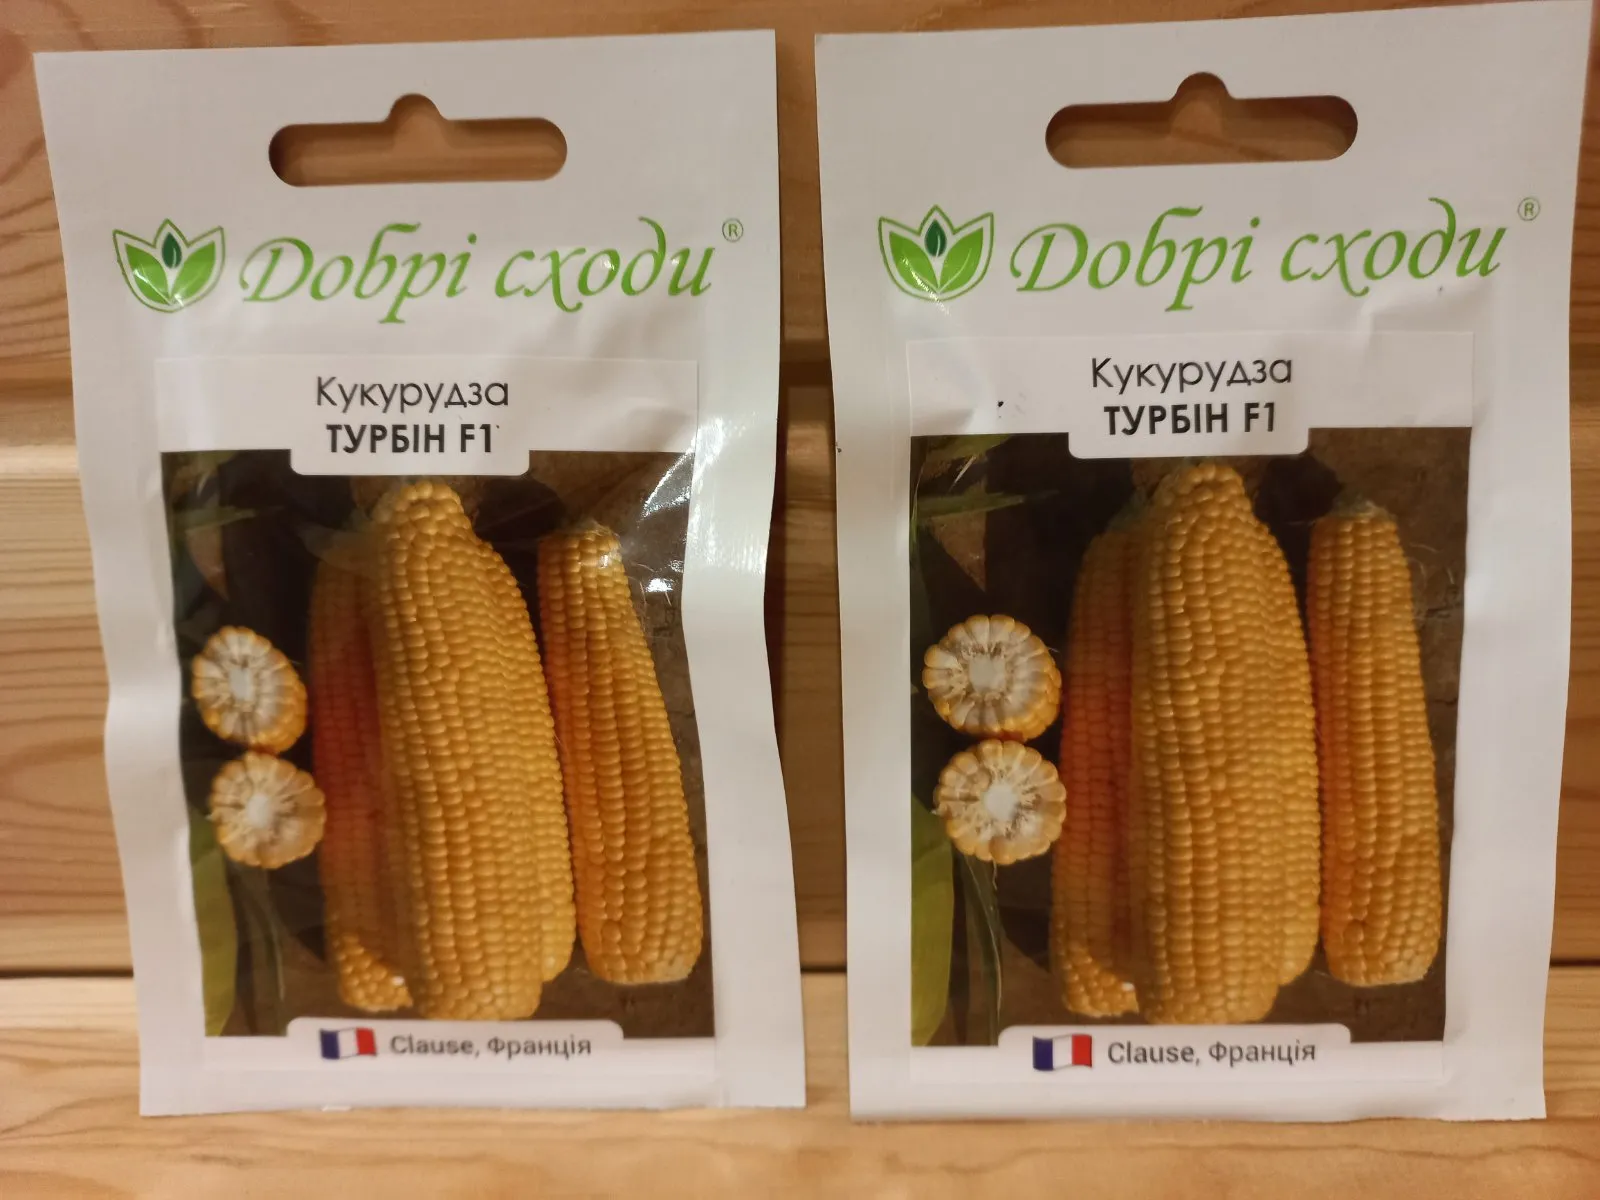 Добрі сходи®
Кукурудза
ТУРБІН F1
Clause, Франція
Добрі сходи®
Кукурудза
ТУРБІН F1
Clause, Франція